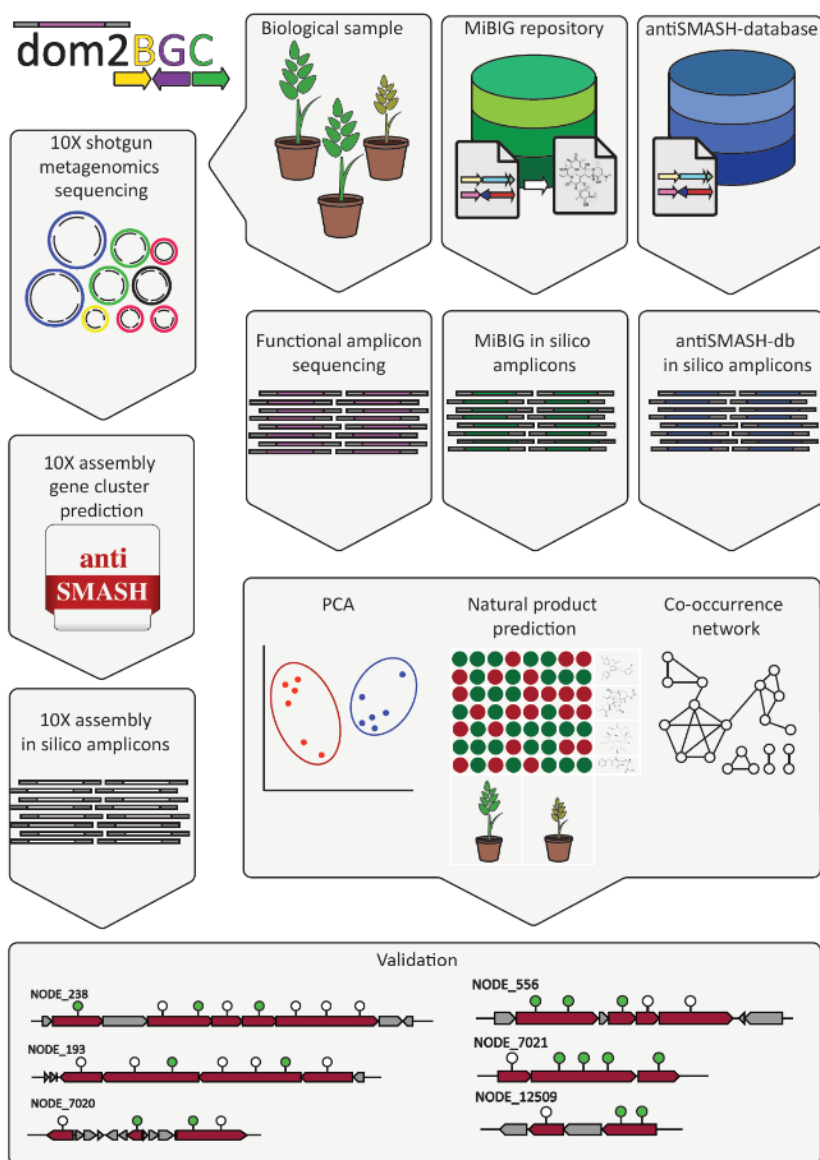 dom2BGC
Biological sample
MiBIG repository
antiSMASH-database
10X shotgun
metagenomics
sequencing
Functional amplicon
sequencing
MiBIG in silico
amplicons
antiSMASH-db
in silico amplicons
10X assembly
gene cluster
prediction
anti
SMASH
PCA
Natural product
prediction
Co-occurrence
network
10X assembly
in silico amplicons
Validation
NODE_238
NODE_556
NODE_193
NODE_7021
NODE_7020
NODE_12509